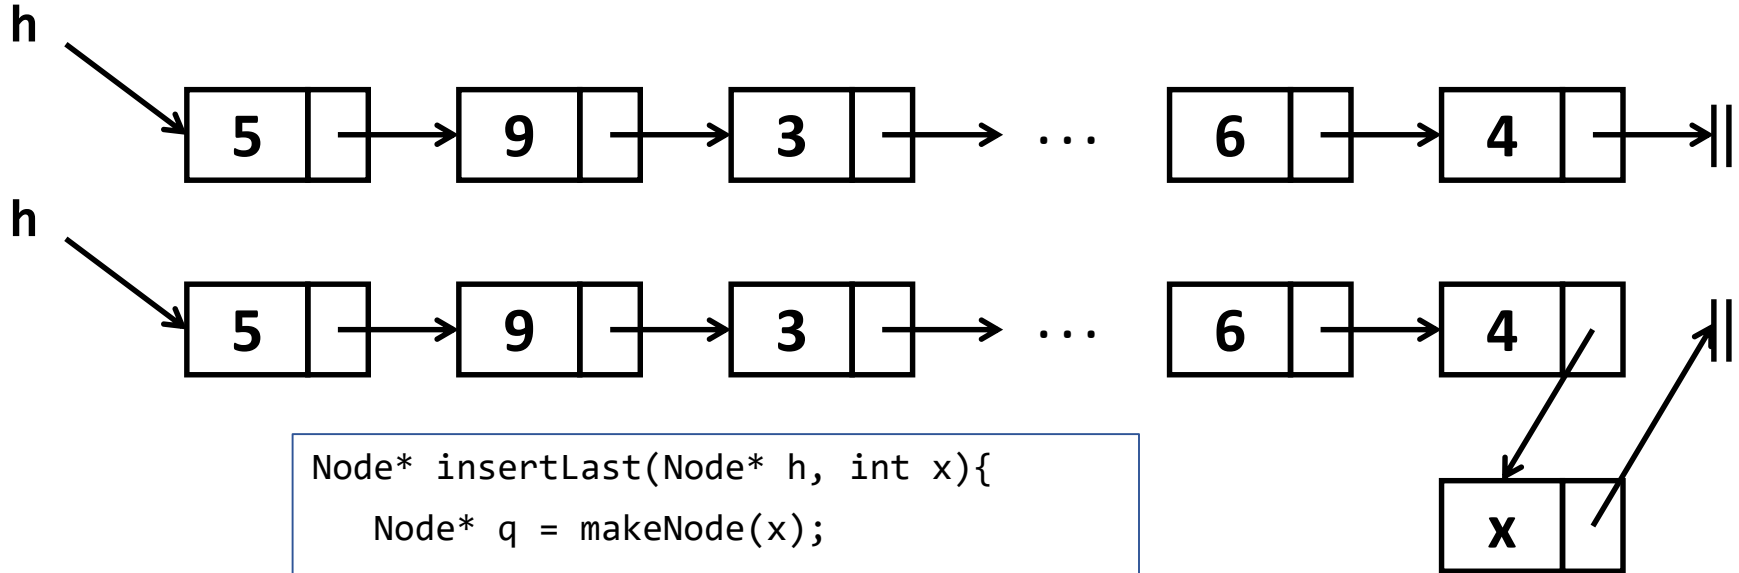 h
5 9 3 ... 6 4
h
5 9 3 ... 6 4
Node* insertLast(Node* h, int x){
Node* q = makeNode(x);
x